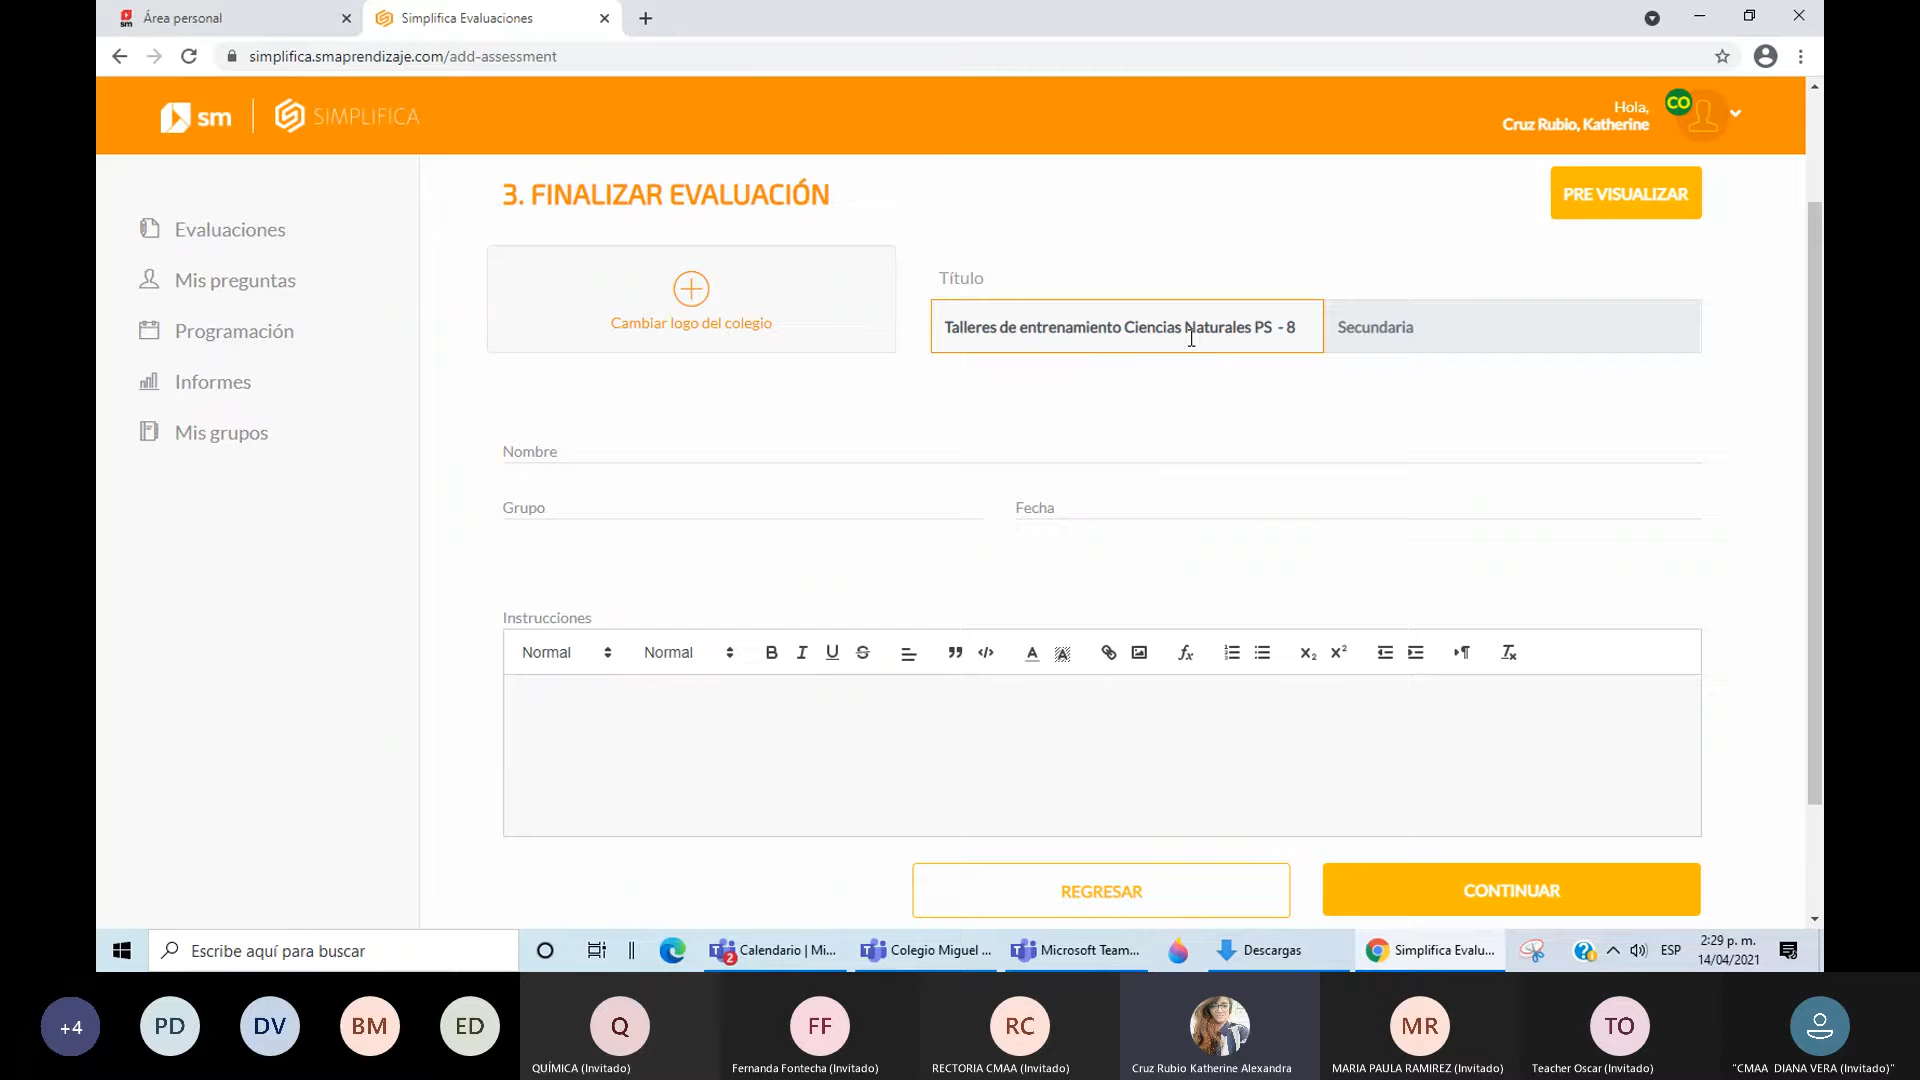 Área personal
Simplifica Evaluaciones
simplifica.smaprendizaje.com/add-assessment
sm
SIMPLIFICA
Hola,
Cruz Rubio, Katherine
CO
Evaluaciones
Mis preguntas
Programación
Informes
Mis grupos
3. FINALIZAR EVALUACIÓN
PRE VISUALIZAR
Cambiar logo del colegio
Título
Talleres de entrenamiento Ciencias Naturales PS - 8
Secundaria
Nombre
Grupo
Fecha
Instrucciones
Normal
Normal
REGRESAR
CONTINUAR
Escribe aquí para buscar
2
Calendario | Mi...
Colegio Miguel ...
Microsoft Team...
Descargas
Simplifica Evalu...
ESP
2:29 p. m.
14/04/2021
+4
PD
DV
BM
ED
Q
QUÍMICA (Invitado)
FF
Fernanda Fontecha (Invitado)
RC
RECTORIA CMAA (Invitado)
Cruz Rubio Katherine Alexandra
MR
MARIA PAULA RAMIREZ (Invitado)
TO
Teacher Oscar (Invitado)
"CMAA DIANA VERA (Invitado)"